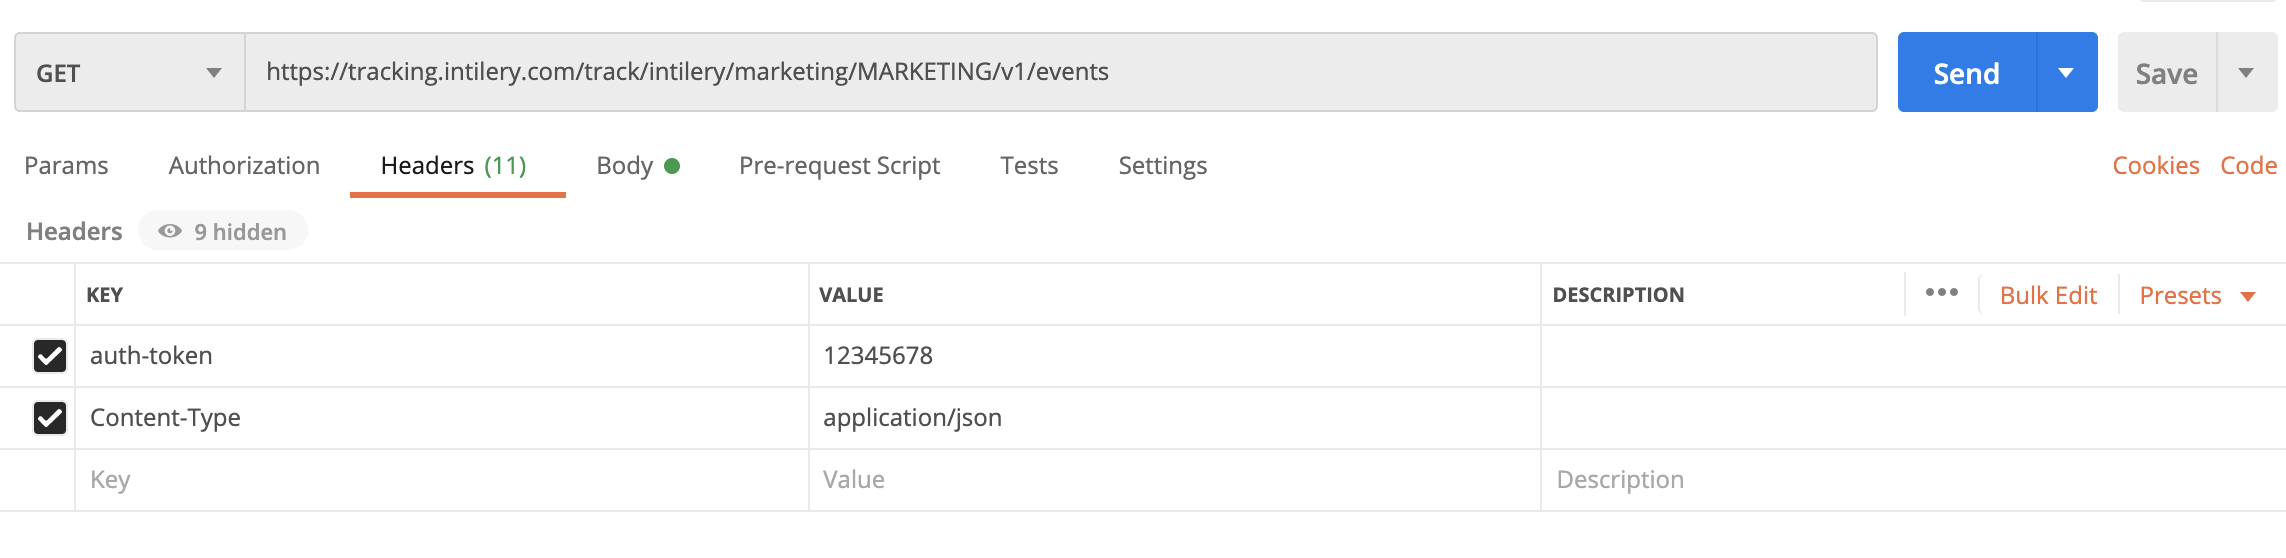 GET https://tracking.intilery.com/track/intilery/marketing/MARKETING/v1/events Send Save
Params Authorization Headers (11) Body Pre-request Script Tests Settings Cookies Code
Headers 9 hidden
KEY VALUE DESCRIPTION ••• Bulk Edit Presets
auth-token 12345678
Content-Type application/json
Key Value Description